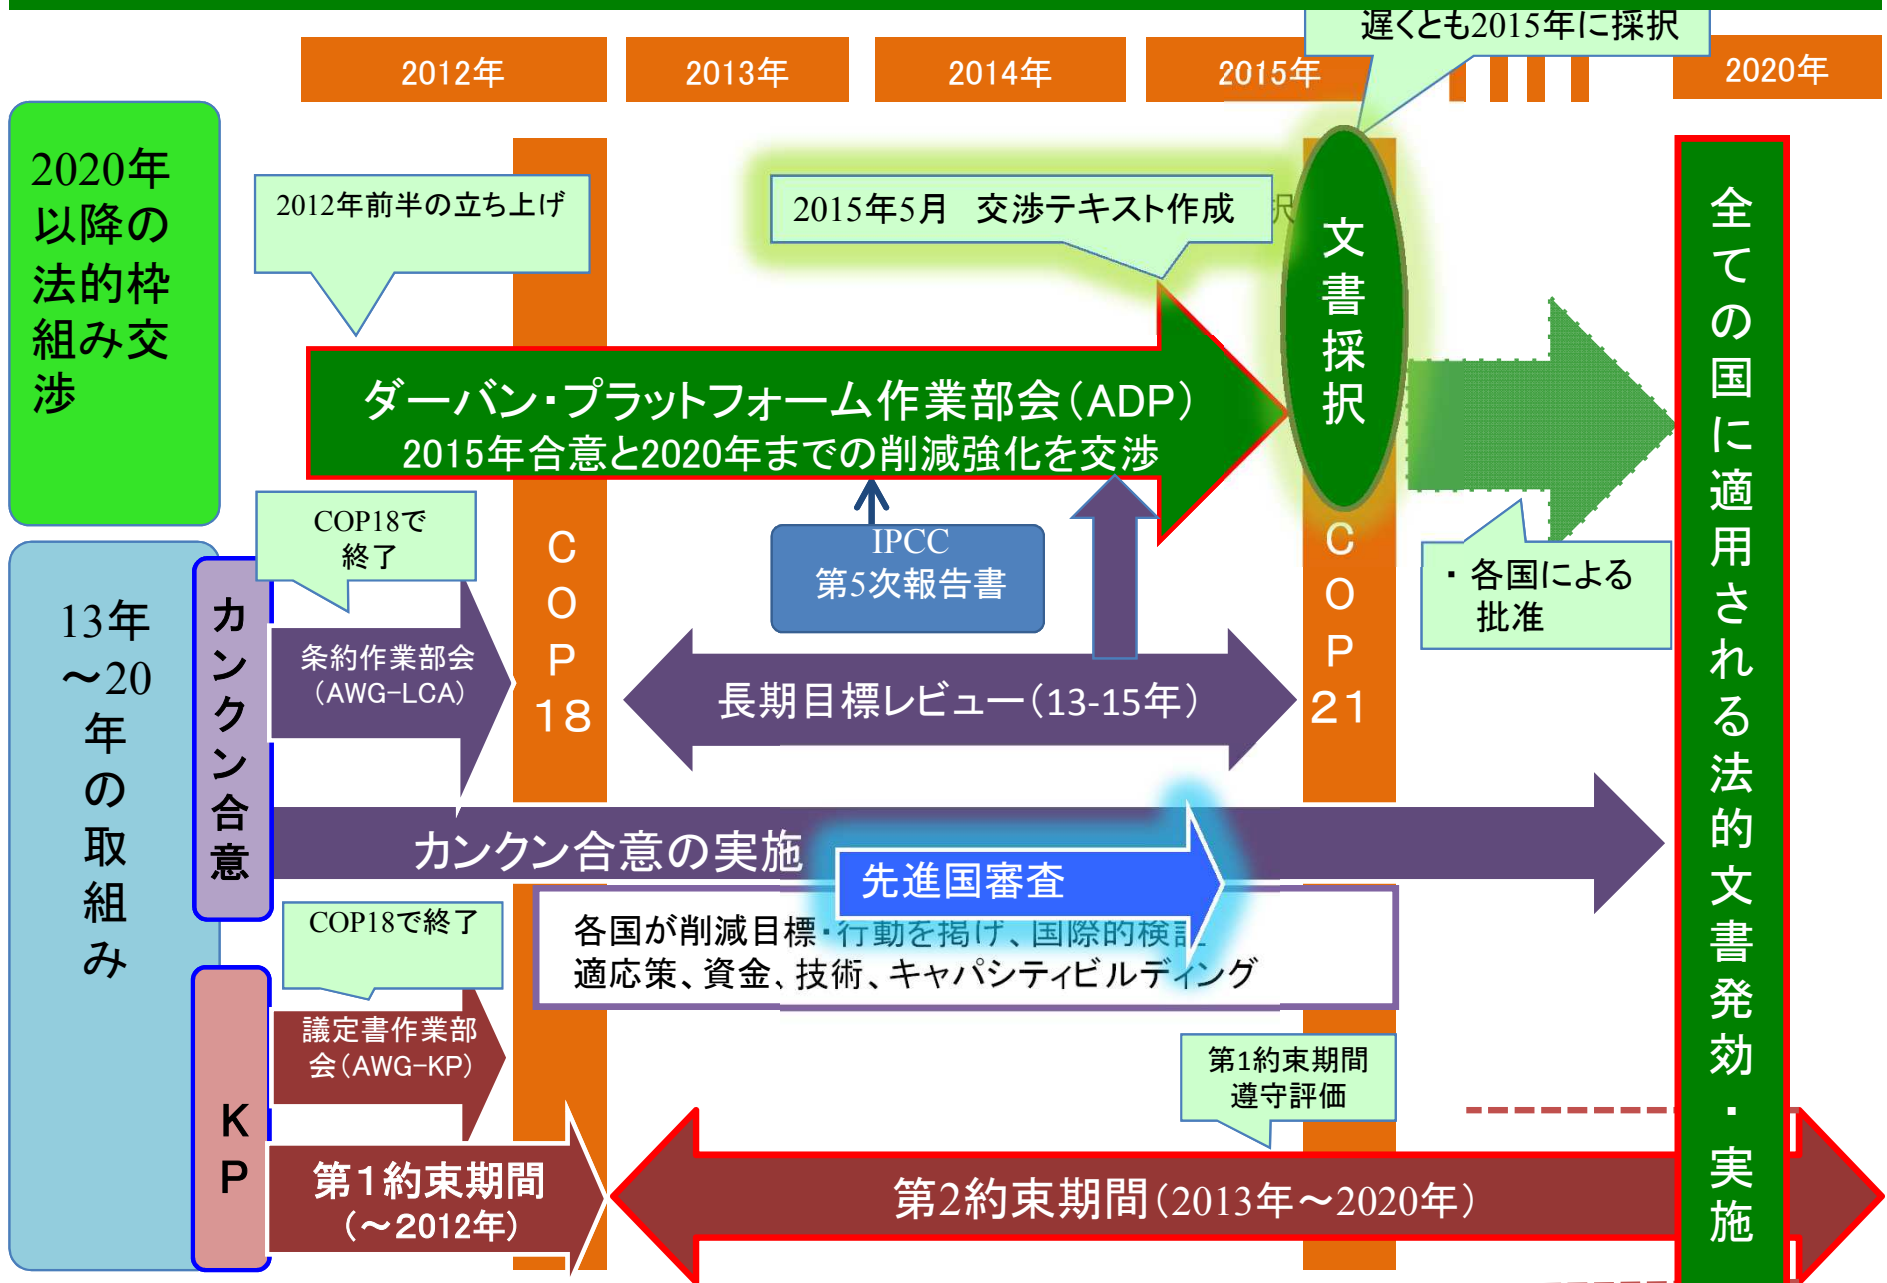 遅くとも2015年に採択
2012年
2013年
2014年
2015年
2020年
2020年
以降の
法的枠
組み交
渉
2012年前半の立ち上げ
2015年5月 交渉テキスト作成
択
文書採択
ダーバン・プラットフォーム作業部会（ADP）
2015年合意と2020年までの削減強化を交渉
全ての国に適用される法的文書発効・実施
IPCC
第5次報告書
・各国による
批准
13年
～20
年
の
取
組
み
カンクン合意
COP18で
終了
条約作業部会
（AWG-LCA）
COP18
長期目標レビュー（13-15年）
COP21
カンクン合意の実施
先進国審査
各国が削減目標・行動を掲げ、国際的検証
適応策、資金、技術、キャパシティビルディング
KP
COP18で終了
議定書作業部
会（AWG-KP）
第1約束期間
遵守評価
第１約束期間
（～2012年）
第2約束期間（2013年～2020年）